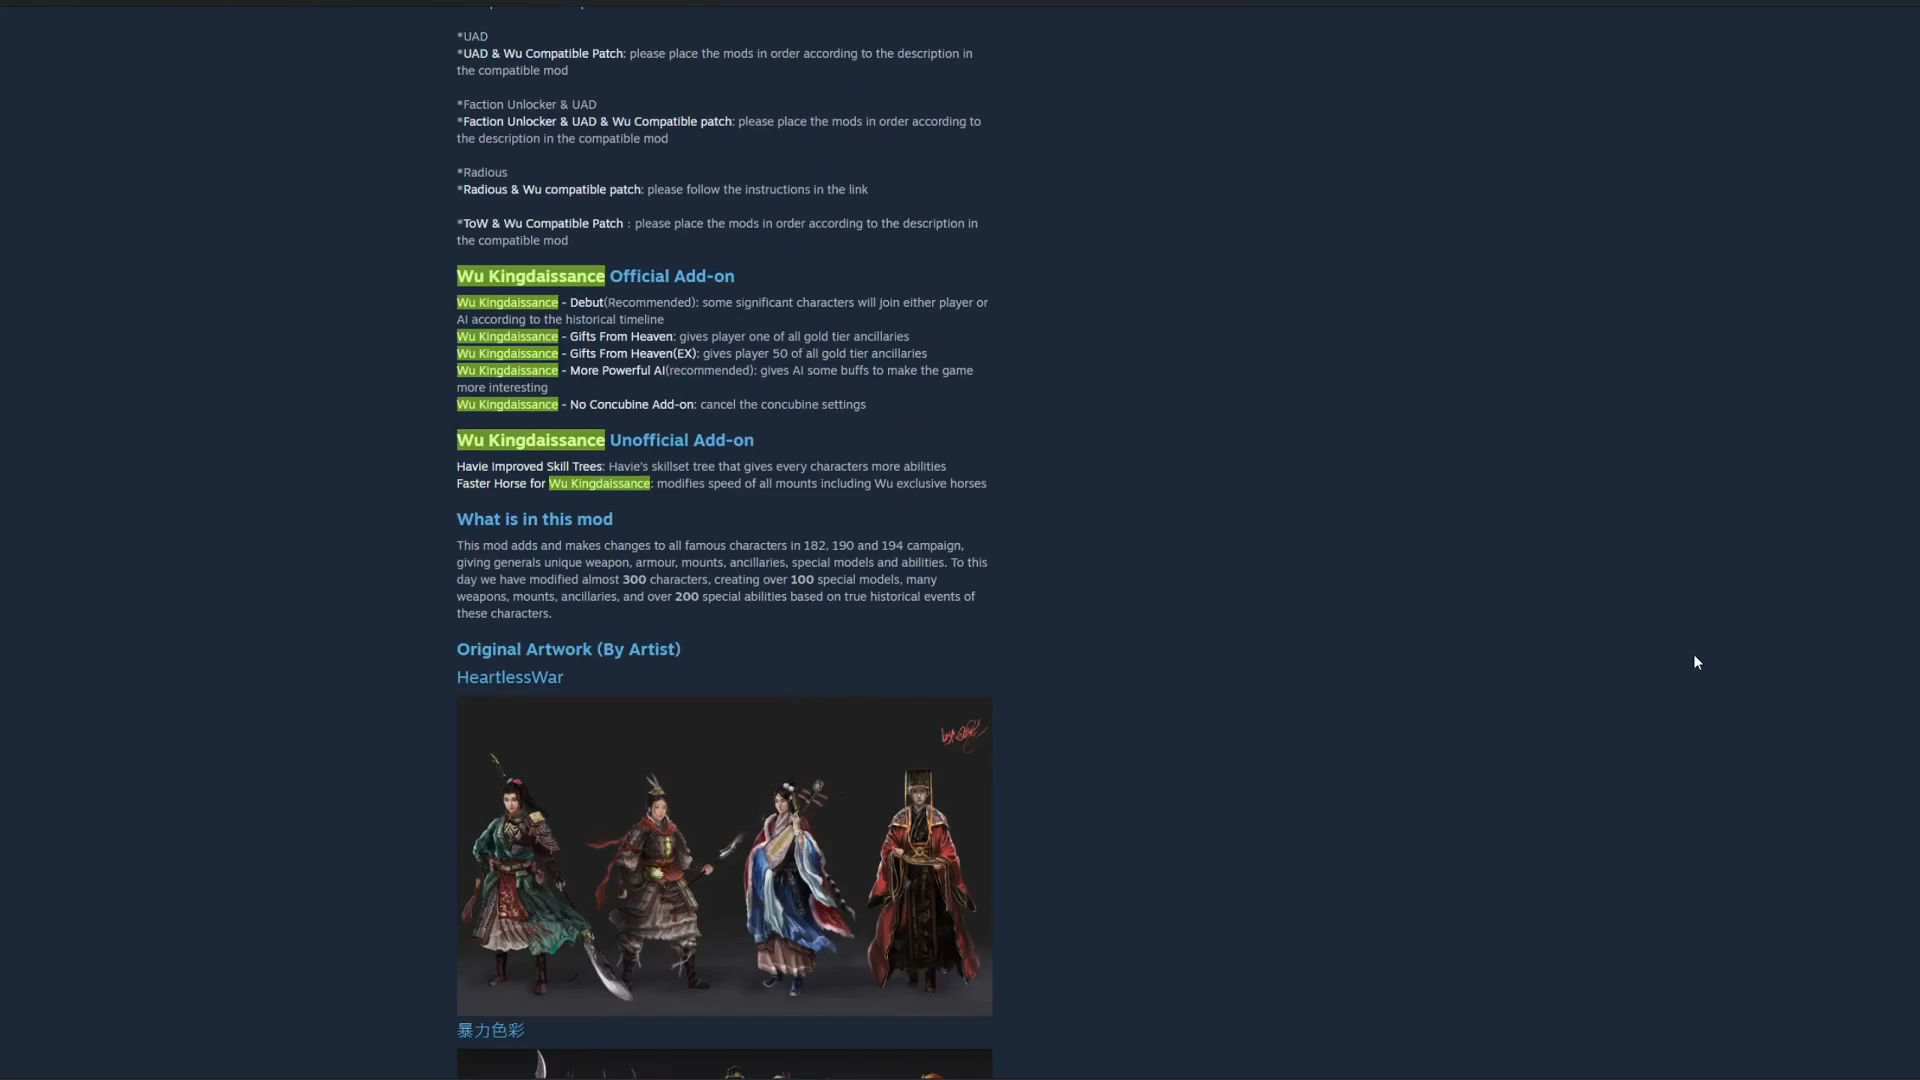 *UAD
*UAD & Wu Compatible Patch: please place the mods in order according to the description in
the compatible mod
*Faction Unlocker & UAD
*Faction Unlocker & UAD & Wu Compatible patch: please place the mods in order according to
the description in the compatible mod
*Radious
*Radious & Wu compatible patch: please follow the instructions in the link
*ToW & Wu Compatible Patch : please place the mods in order according to the description in
the compatible mod
Wu Kingdaissance Official Add-on
Wu Kingdaissance - Debut(Recommended): some significant characters will join either player or
AI according to the historical timeline
Wu Kingdaissance - Gifts From Heaven: gives player one of all gold tier ancillaries
Wu Kingdaissance - Gifts From Heaven(EX): gives player 50 of all gold tier ancillaries
Wu Kingdaissance - More Powerful AI(recommended): gives AI some buffs to make the game
more interesting
Wu Kingdaissance - No Concubine Add-on: cancel the concubine settings
Wu Kingdaissance Unofficial Add-on
Havie Improved Skill Trees: Havie's skillset tree that gives every characters more abilities
Faster Horse for Wu Kingdaissance: modifies speed of all mounts including Wu exclusive horses
What is in this mod
This mod adds and makes changes to all famous characters in 182, 190 and 194 campaign,
giving generals unique weapon, armour, mounts, ancillaries, special models and abilities. To this
day we have modified almost 300 characters, creating over 100 special models, many
weapons, mounts, ancillaries, and over 200 special abilities based on true historical events of
these characters.
Original Artwork (By Artist)
HeartlessWar
暴力色彩